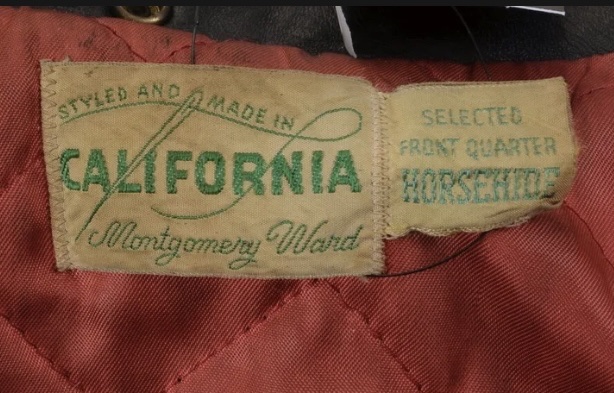 STYLED AND MADE IN
CALIFORNIA
Montgomery Ward
SELECTED
FRONT QUARTER
HORSEHIDE